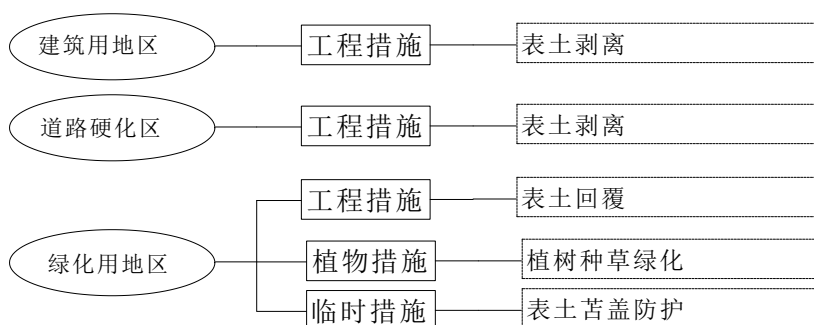 建筑用地区 工程措施 表土剥离
道路硬化区 工程措施 表土剥离
工程措施 表土回覆
绿化用地区 植物措施 植树种草绿化
临时措施 表土苫盖防护